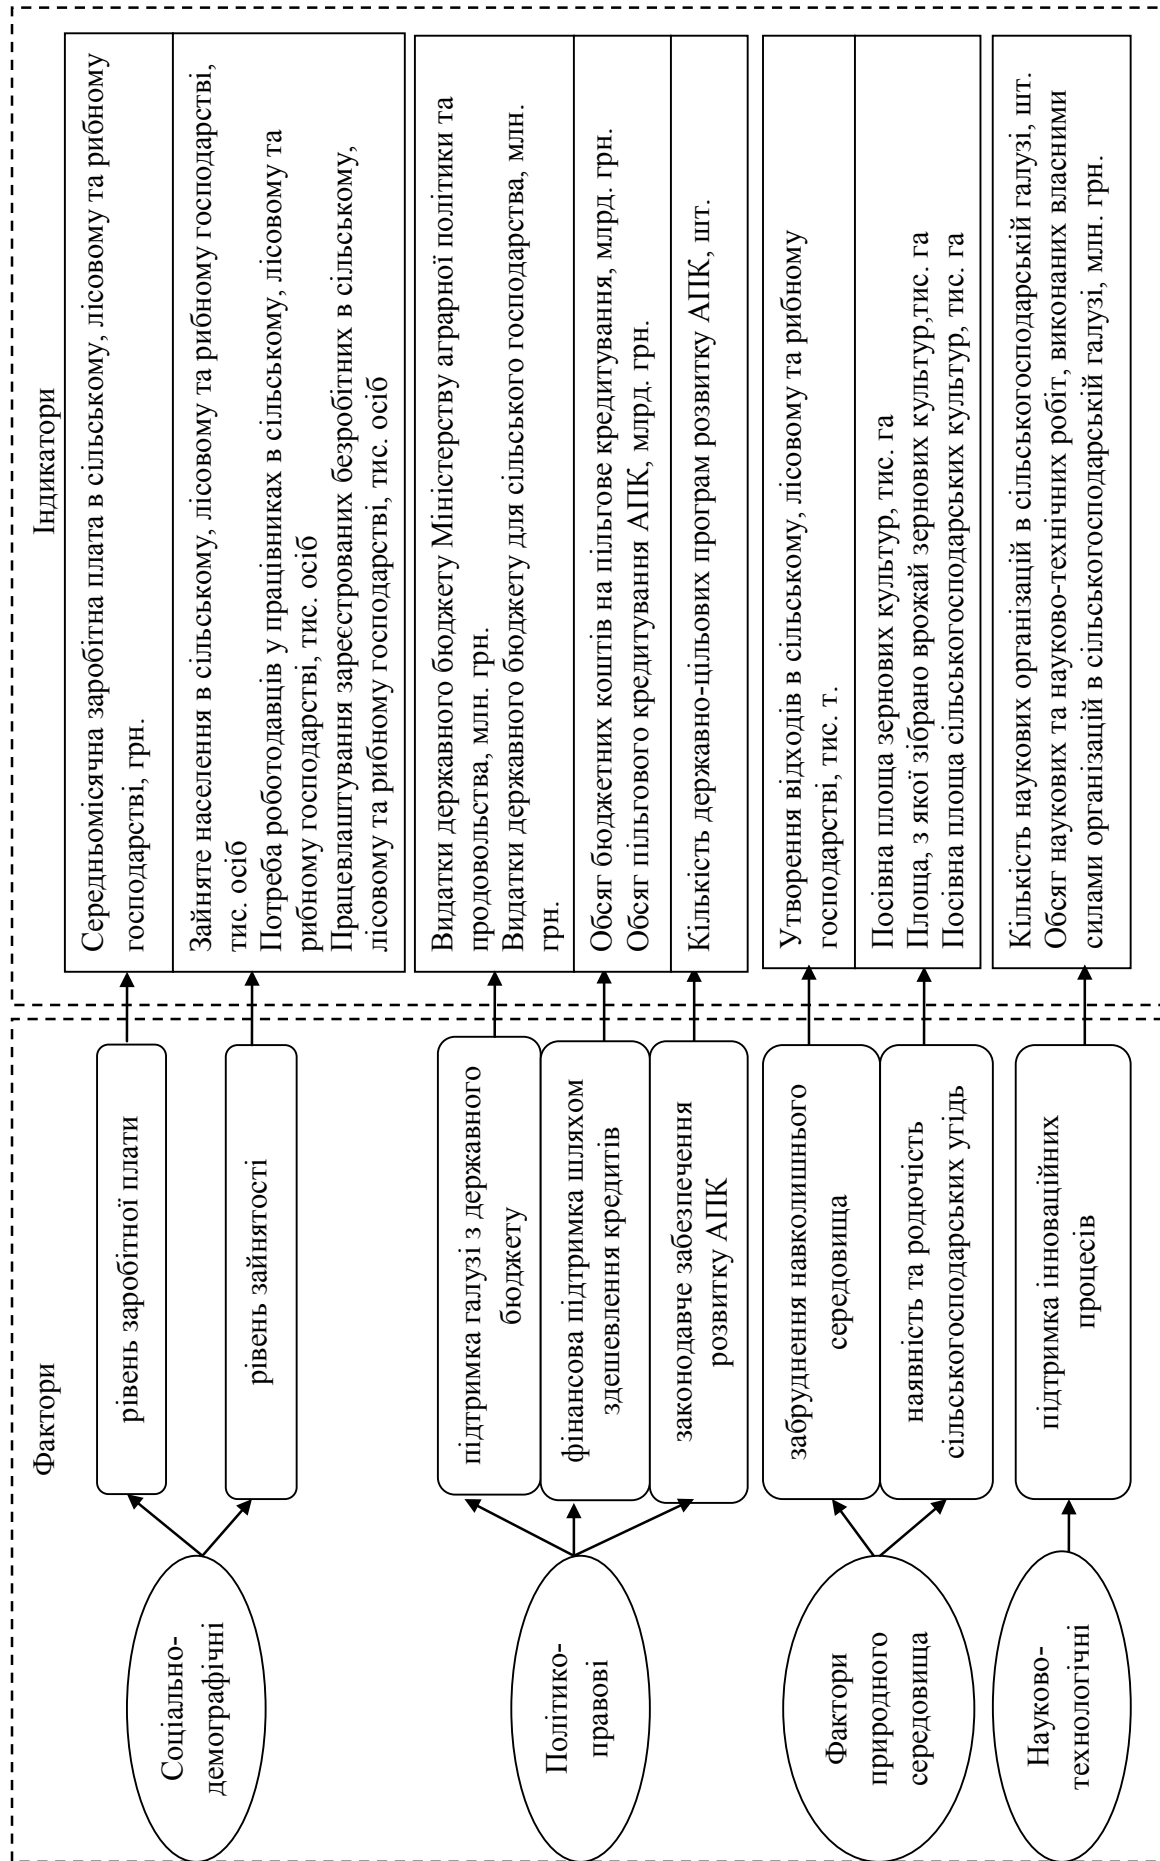 Фактори
Індикатори
Соціально-
демографічні
рівень заробітної плати
Середньомісячна заробітна плата в сільському, лісовому та рибному
господарстві, грн.
рівень зайнятості
Зайняте населення в сільському, лісовому та рибному господарстві,
тис. осіб
Потреба роботодавців у працівниках в сільському, лісовому та
рибному господарстві, тис. осіб
Працевлаштування зареєстрованих безробітних в сільському,
лісовому та рибному господарстві, тис. осіб
Політико-
правові
підтримка галузі з державного
бюджету
Видатки державного бюджету Міністерству аграрної політики та
продовольства, млн. грн.
Видатки державного бюджету для сільського господарства, млн.
грн.
фінансова підтримка шляхом
здешевлення кредитів
Обсяг бюджетних коштів на пільгове кредитування, млрд. грн.
Обсяг пільгового кредитування АПК, млрд. грн.
законодавче забезпечення
розвитку АПК
Кількість державно-цільових програм розвитку АПК, шт.
Фактори
природного
середовища
забруднення навколишнього
середовища
Утворення відходів в сільському, лісовому та рибному
господарстві, тис. т.
наявність та родючість
сільськогосподарських угідь
Посівна площа зернових культур, тис. га
Площа, з якої зібрано врожай зернових культур,тис. га
Посівна площа сільськогосподарських культур, тис. га
Науково-
технологічні
підтримка інноваційних
процесів
Кількість наукових організацій в сільськогосподарській галузі, шт.
Обсяг наукових та науково-технічних робіт, виконаних власними
силами організацій в сільськогосподарській галузі, млн. грн.